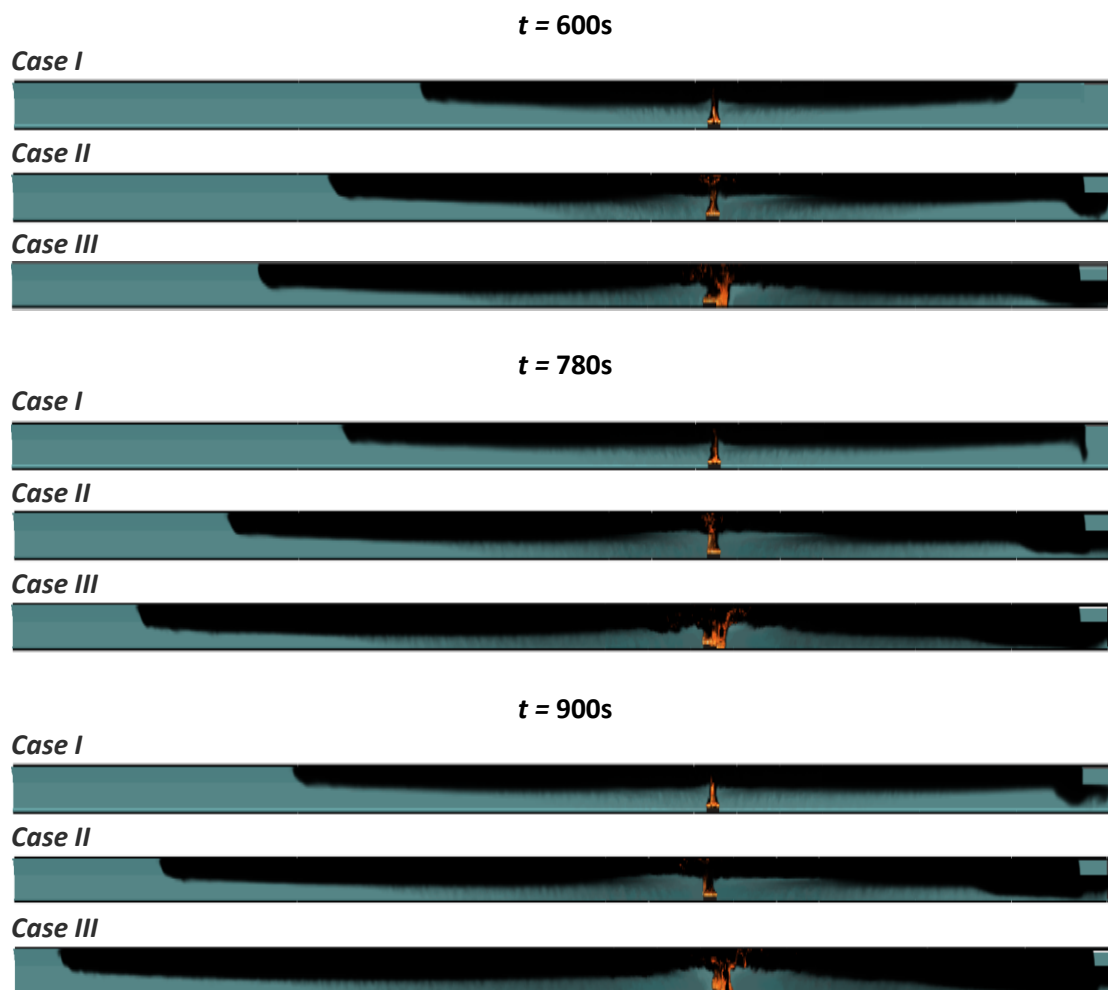 t = 600s
Case I
Case II
Case III
t = 780s
Case I
Case II
Case III
t = 900s
Case I
Case II
Case III